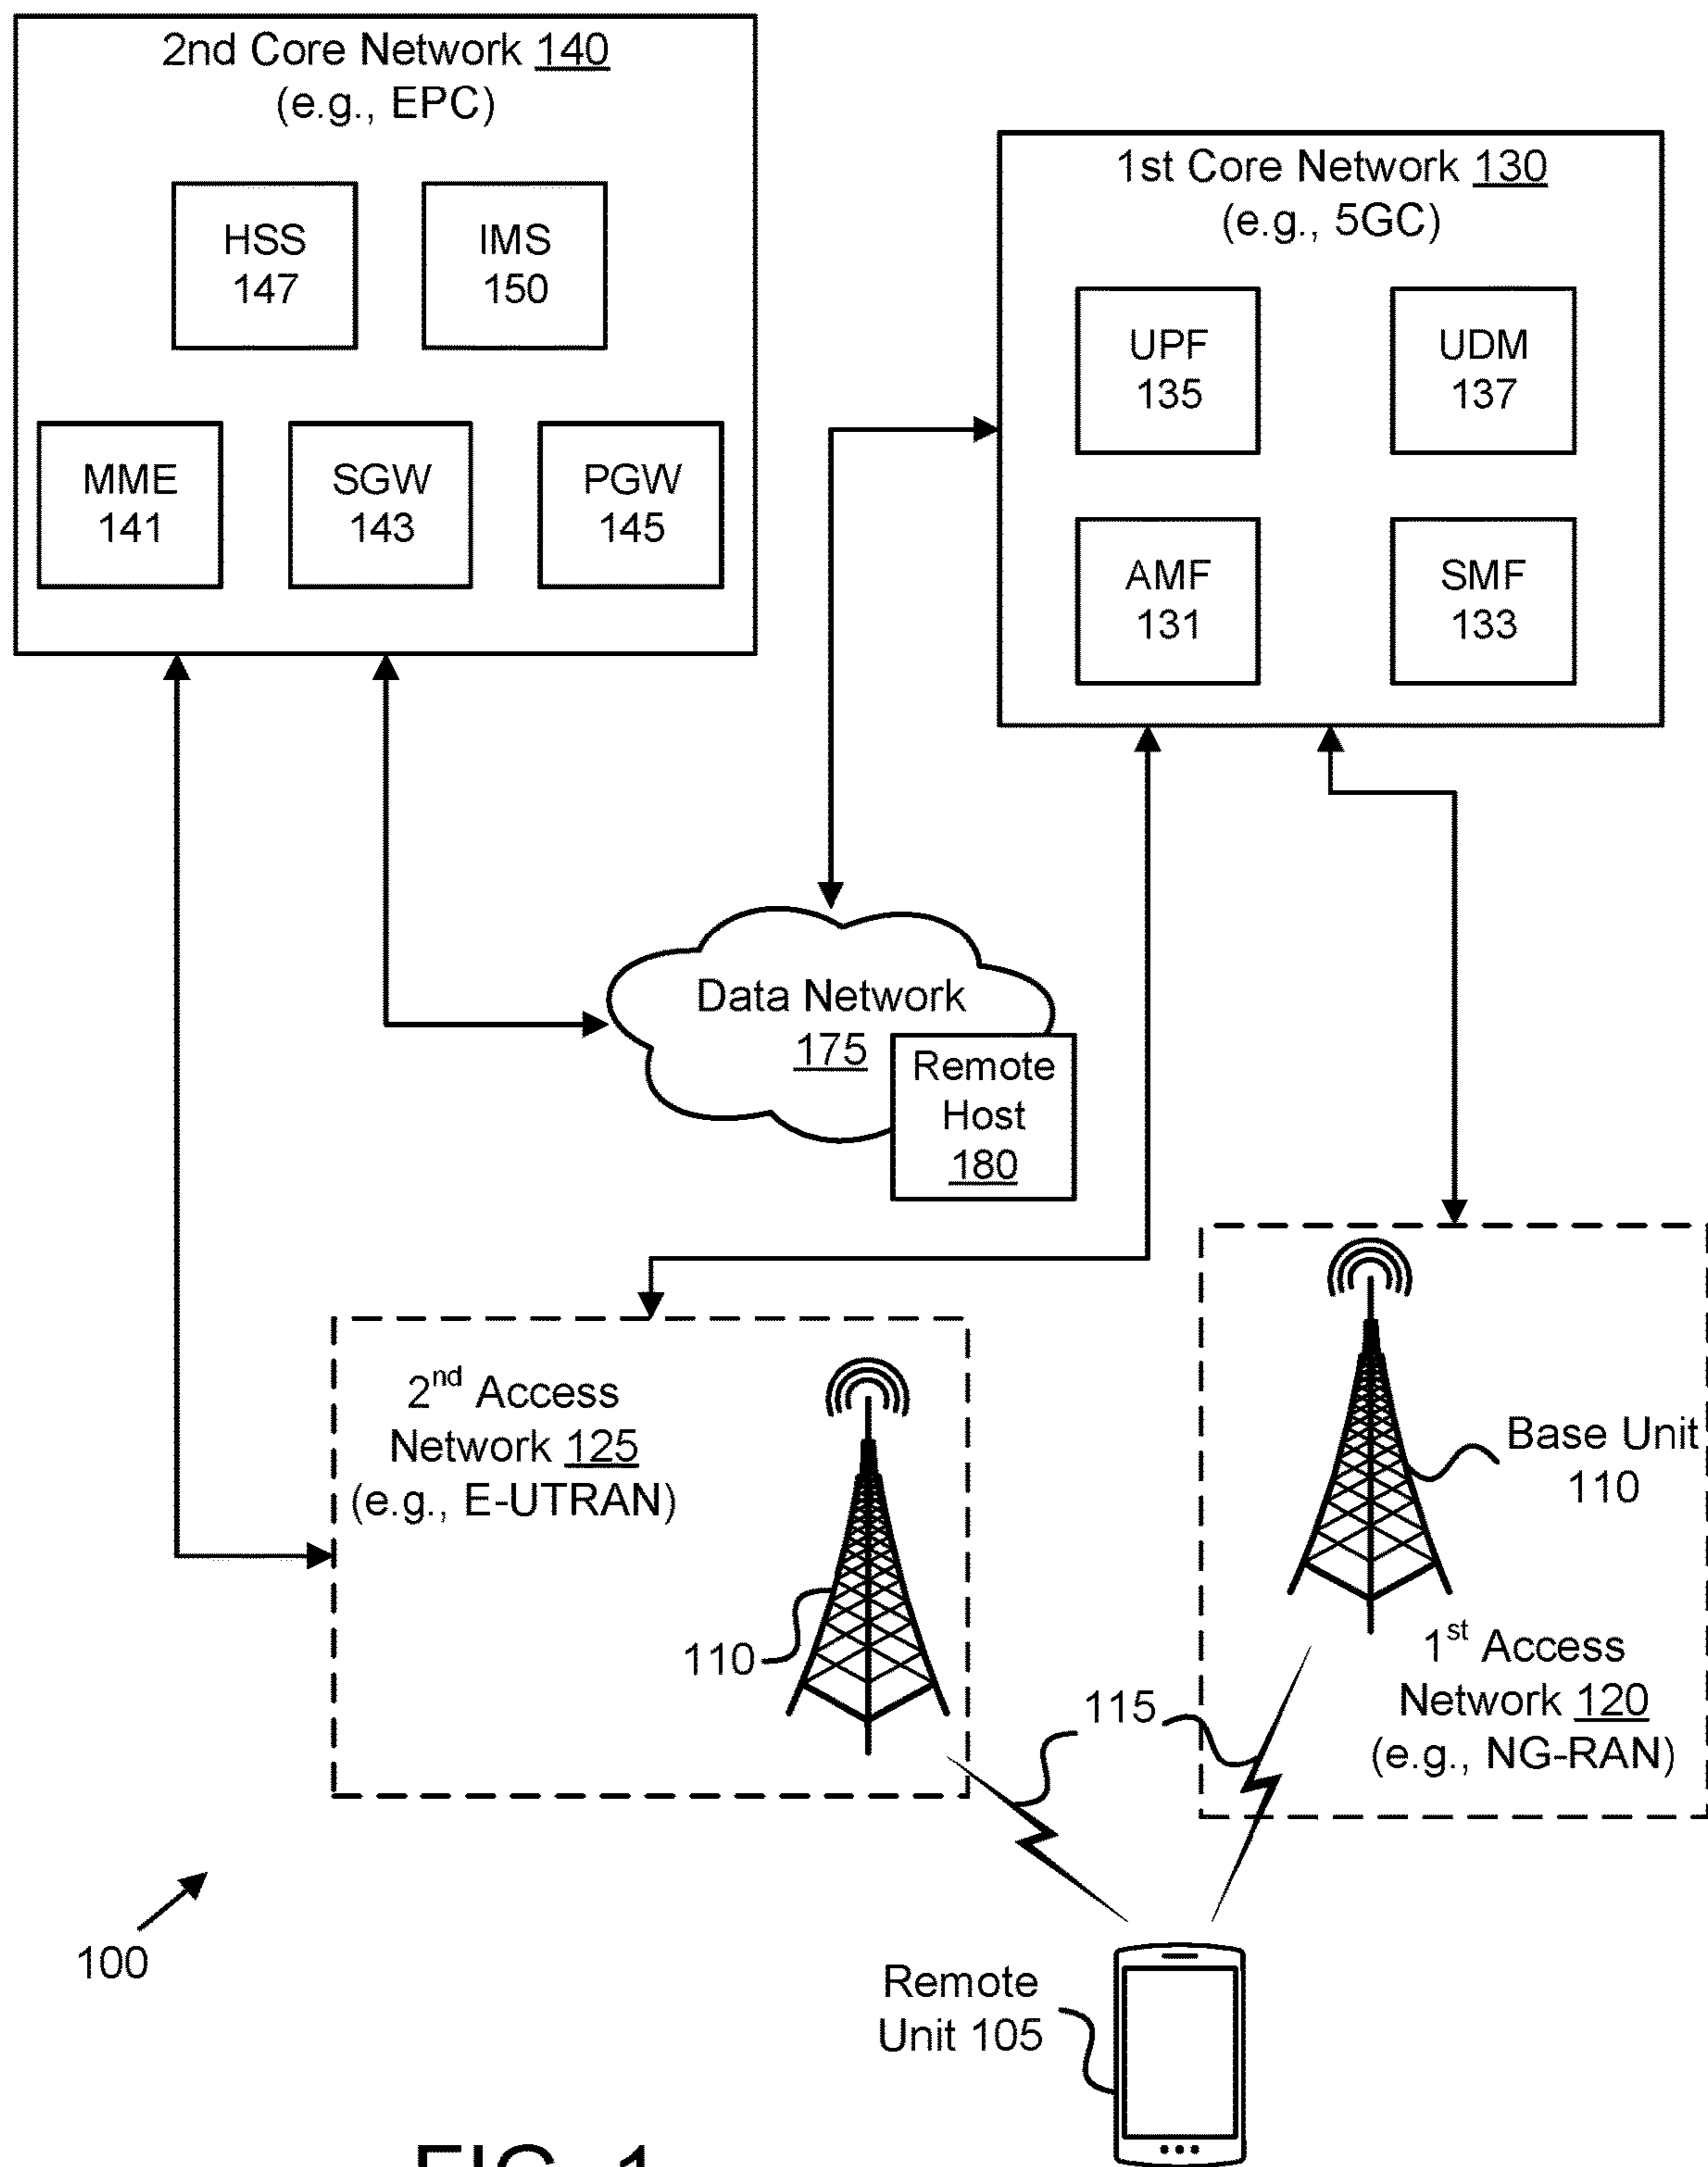 2nd Core Network 140
(e.g., EPC)
HSS
147
IMS
150
MME
141
SGW
143
PGW
145
1st Core Network 130
(e.g., 5GC)
UPF
135
UDM
137
AMF
131
SMF
133
Data Network
175
Remote
Host
180
2nd Access
Network 125
(e.g., E-UTRAN)
110
Base Unit
110
1st Access
Network 120
(e.g., NG-RAN)
115
100
Remote
Unit 105
FIG. 1